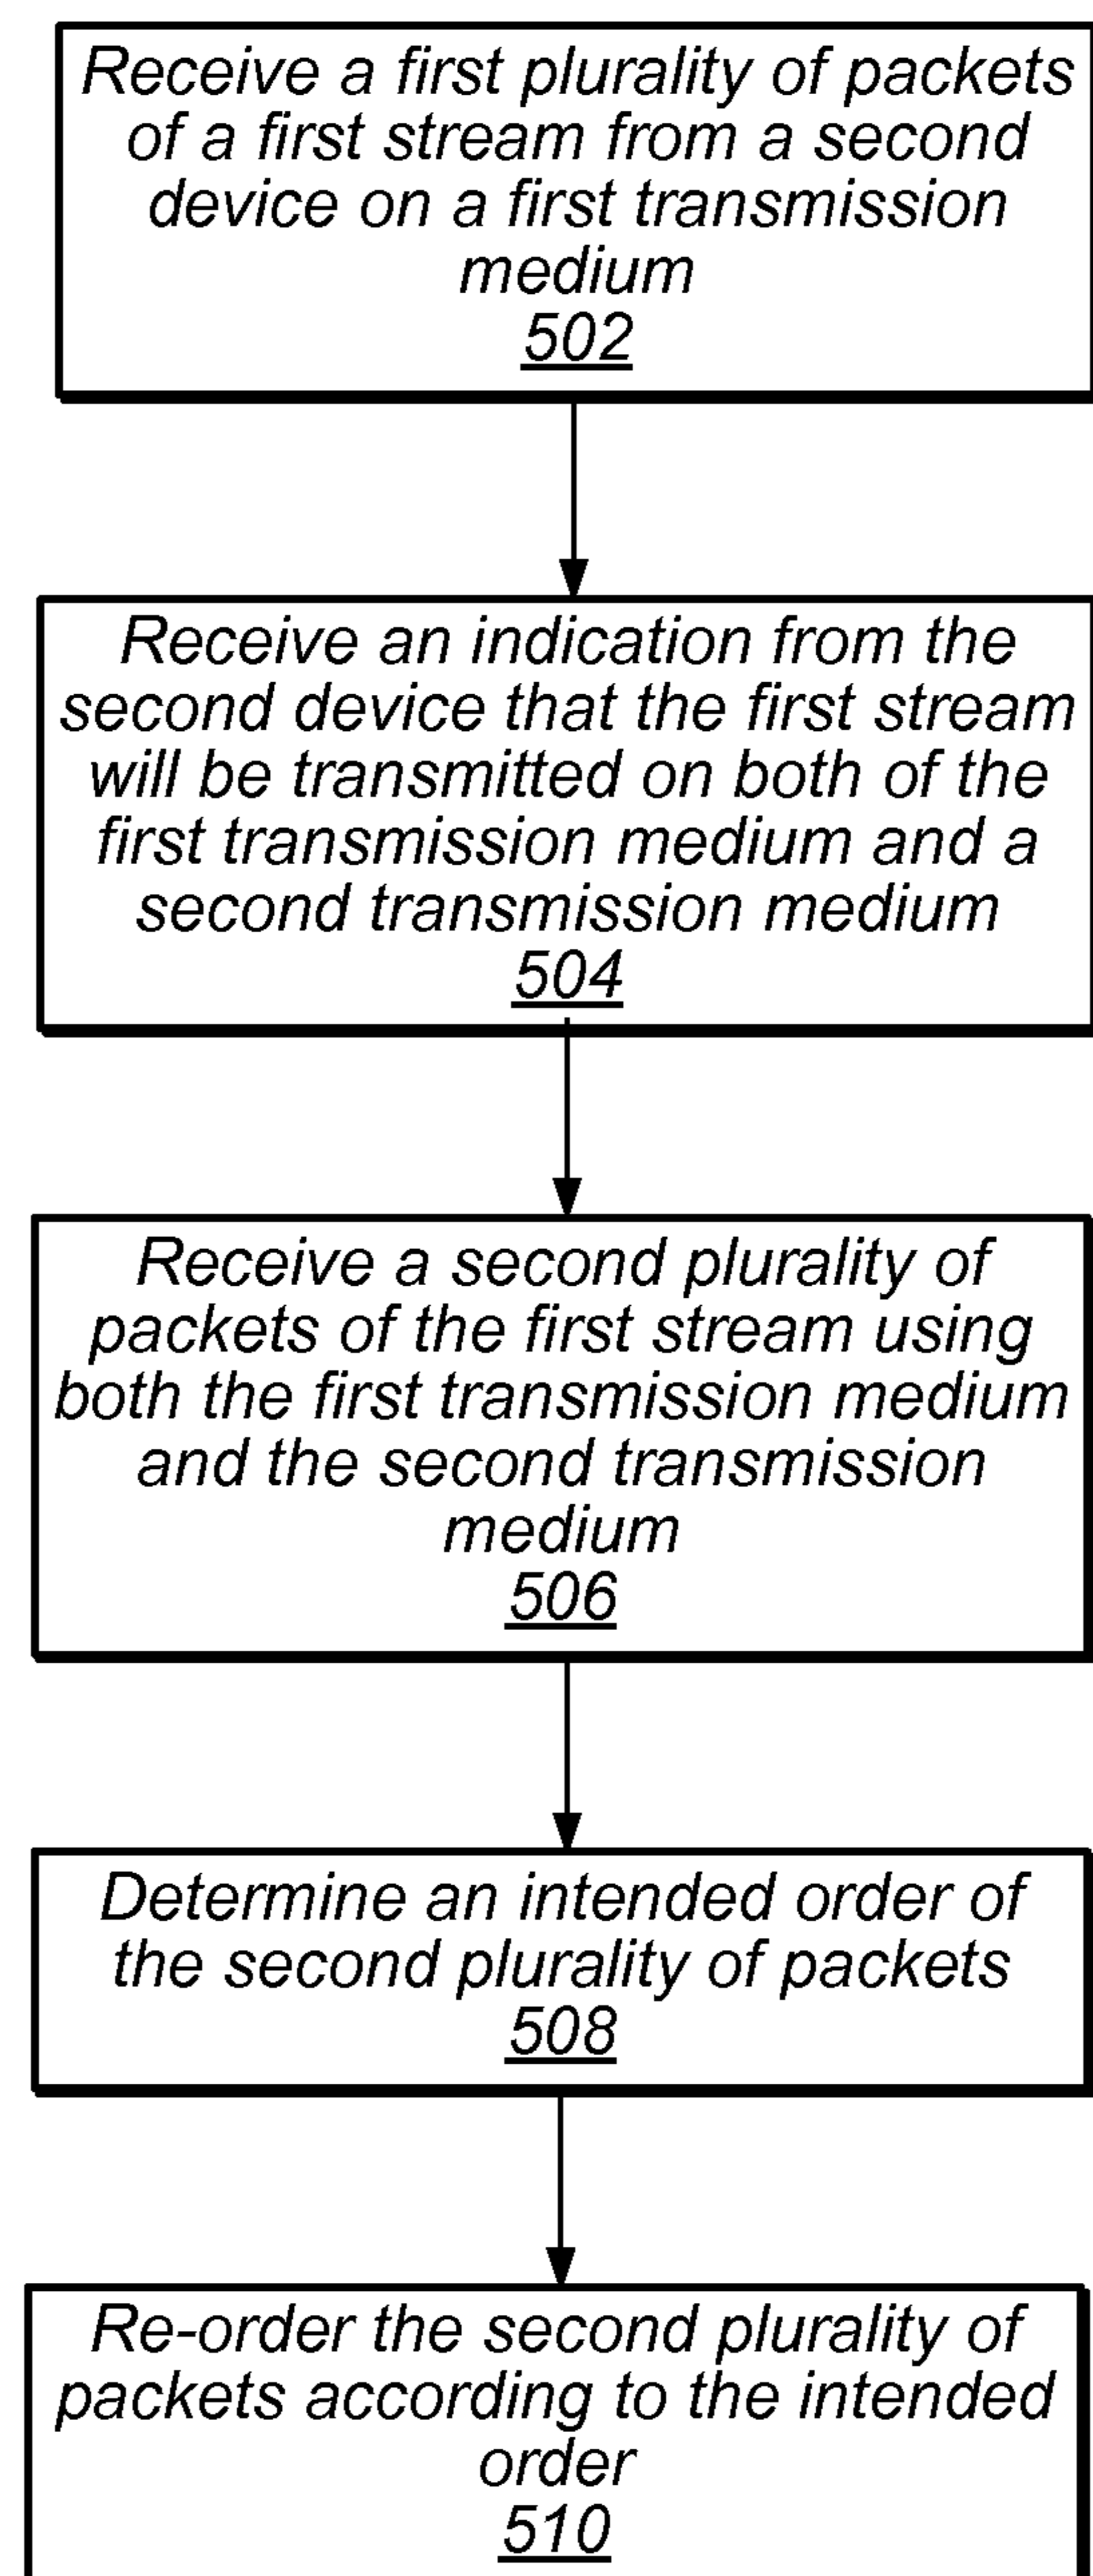 Receive a first plurality of packets
of a first stream from a second
device on a first transmission
medium
502
Receive an indication from the
second device that the first stream
will be transmitted on both of the
first transmission medium and a
second transmission medium
504
Receive a second plurality of
packets of the first stream using
both the first transmission medium
and the second transmission
medium
506
Determine an intended order of
the second plurality of packets
508
Re-order the second plurality of
packets according to the intended
order
510